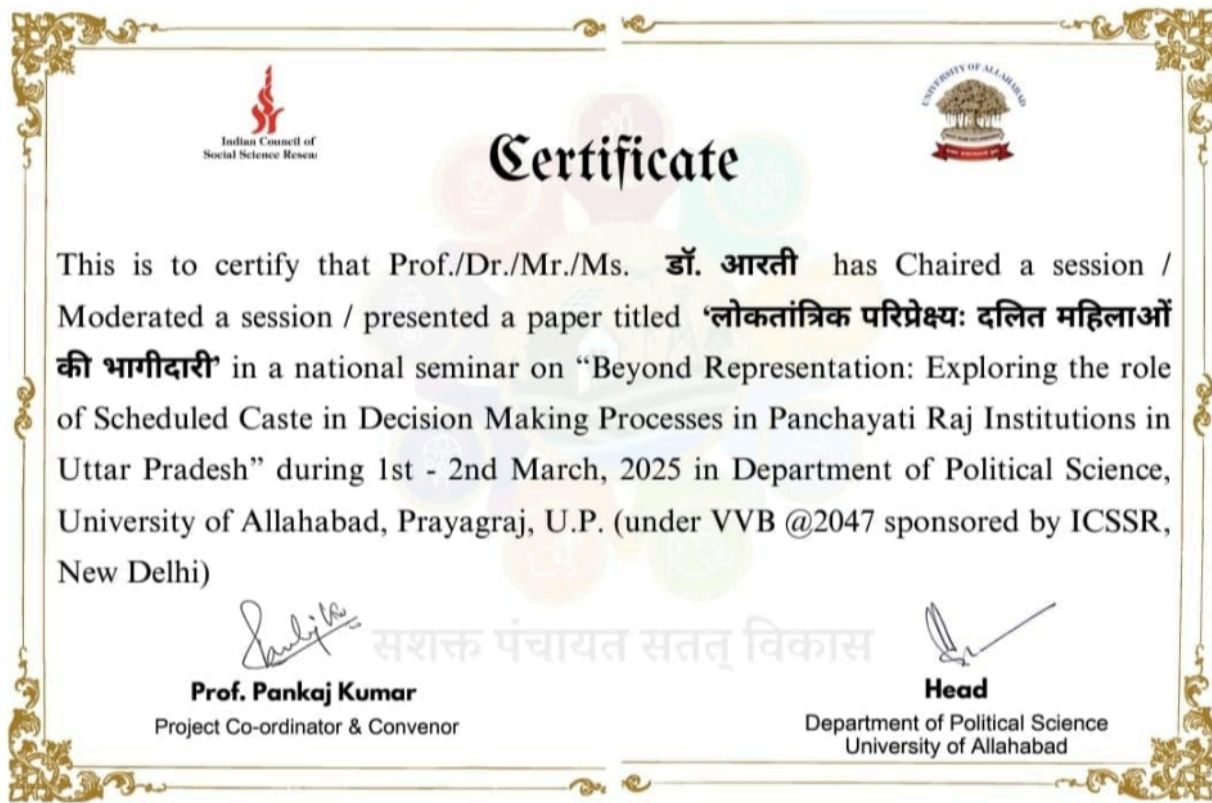 Indian Council of
Social Science Resear
UNIVERSITY OF ALLAHABAD
Certificate
This is to certify that Prof./Dr./Mr./Ms. डॉ. आरती has Chaired a session /
Moderated a session / presented a paper titled ‘लोकतांत्रिक परिप्रेक्ष्यः दलित महिलाओं
की भागीदारी’ in a national seminar on “Beyond Representation: Exploring the role
of Scheduled Caste in Decision Making Processes in Panchayati Raj Institutions in
Uttar Pradesh” during 1st - 2nd March, 2025 in Department of Political Science,
University of Allahabad, Prayagraj, U.P. (under VVB @2047 sponsored by ICSSR,
New Delhi)
सशक्त पंचायत सतत् विकास
Prof. Pankaj Kumar
Project Co-ordinator & Convenor
Head
Department of Political Science
University of Allahabad